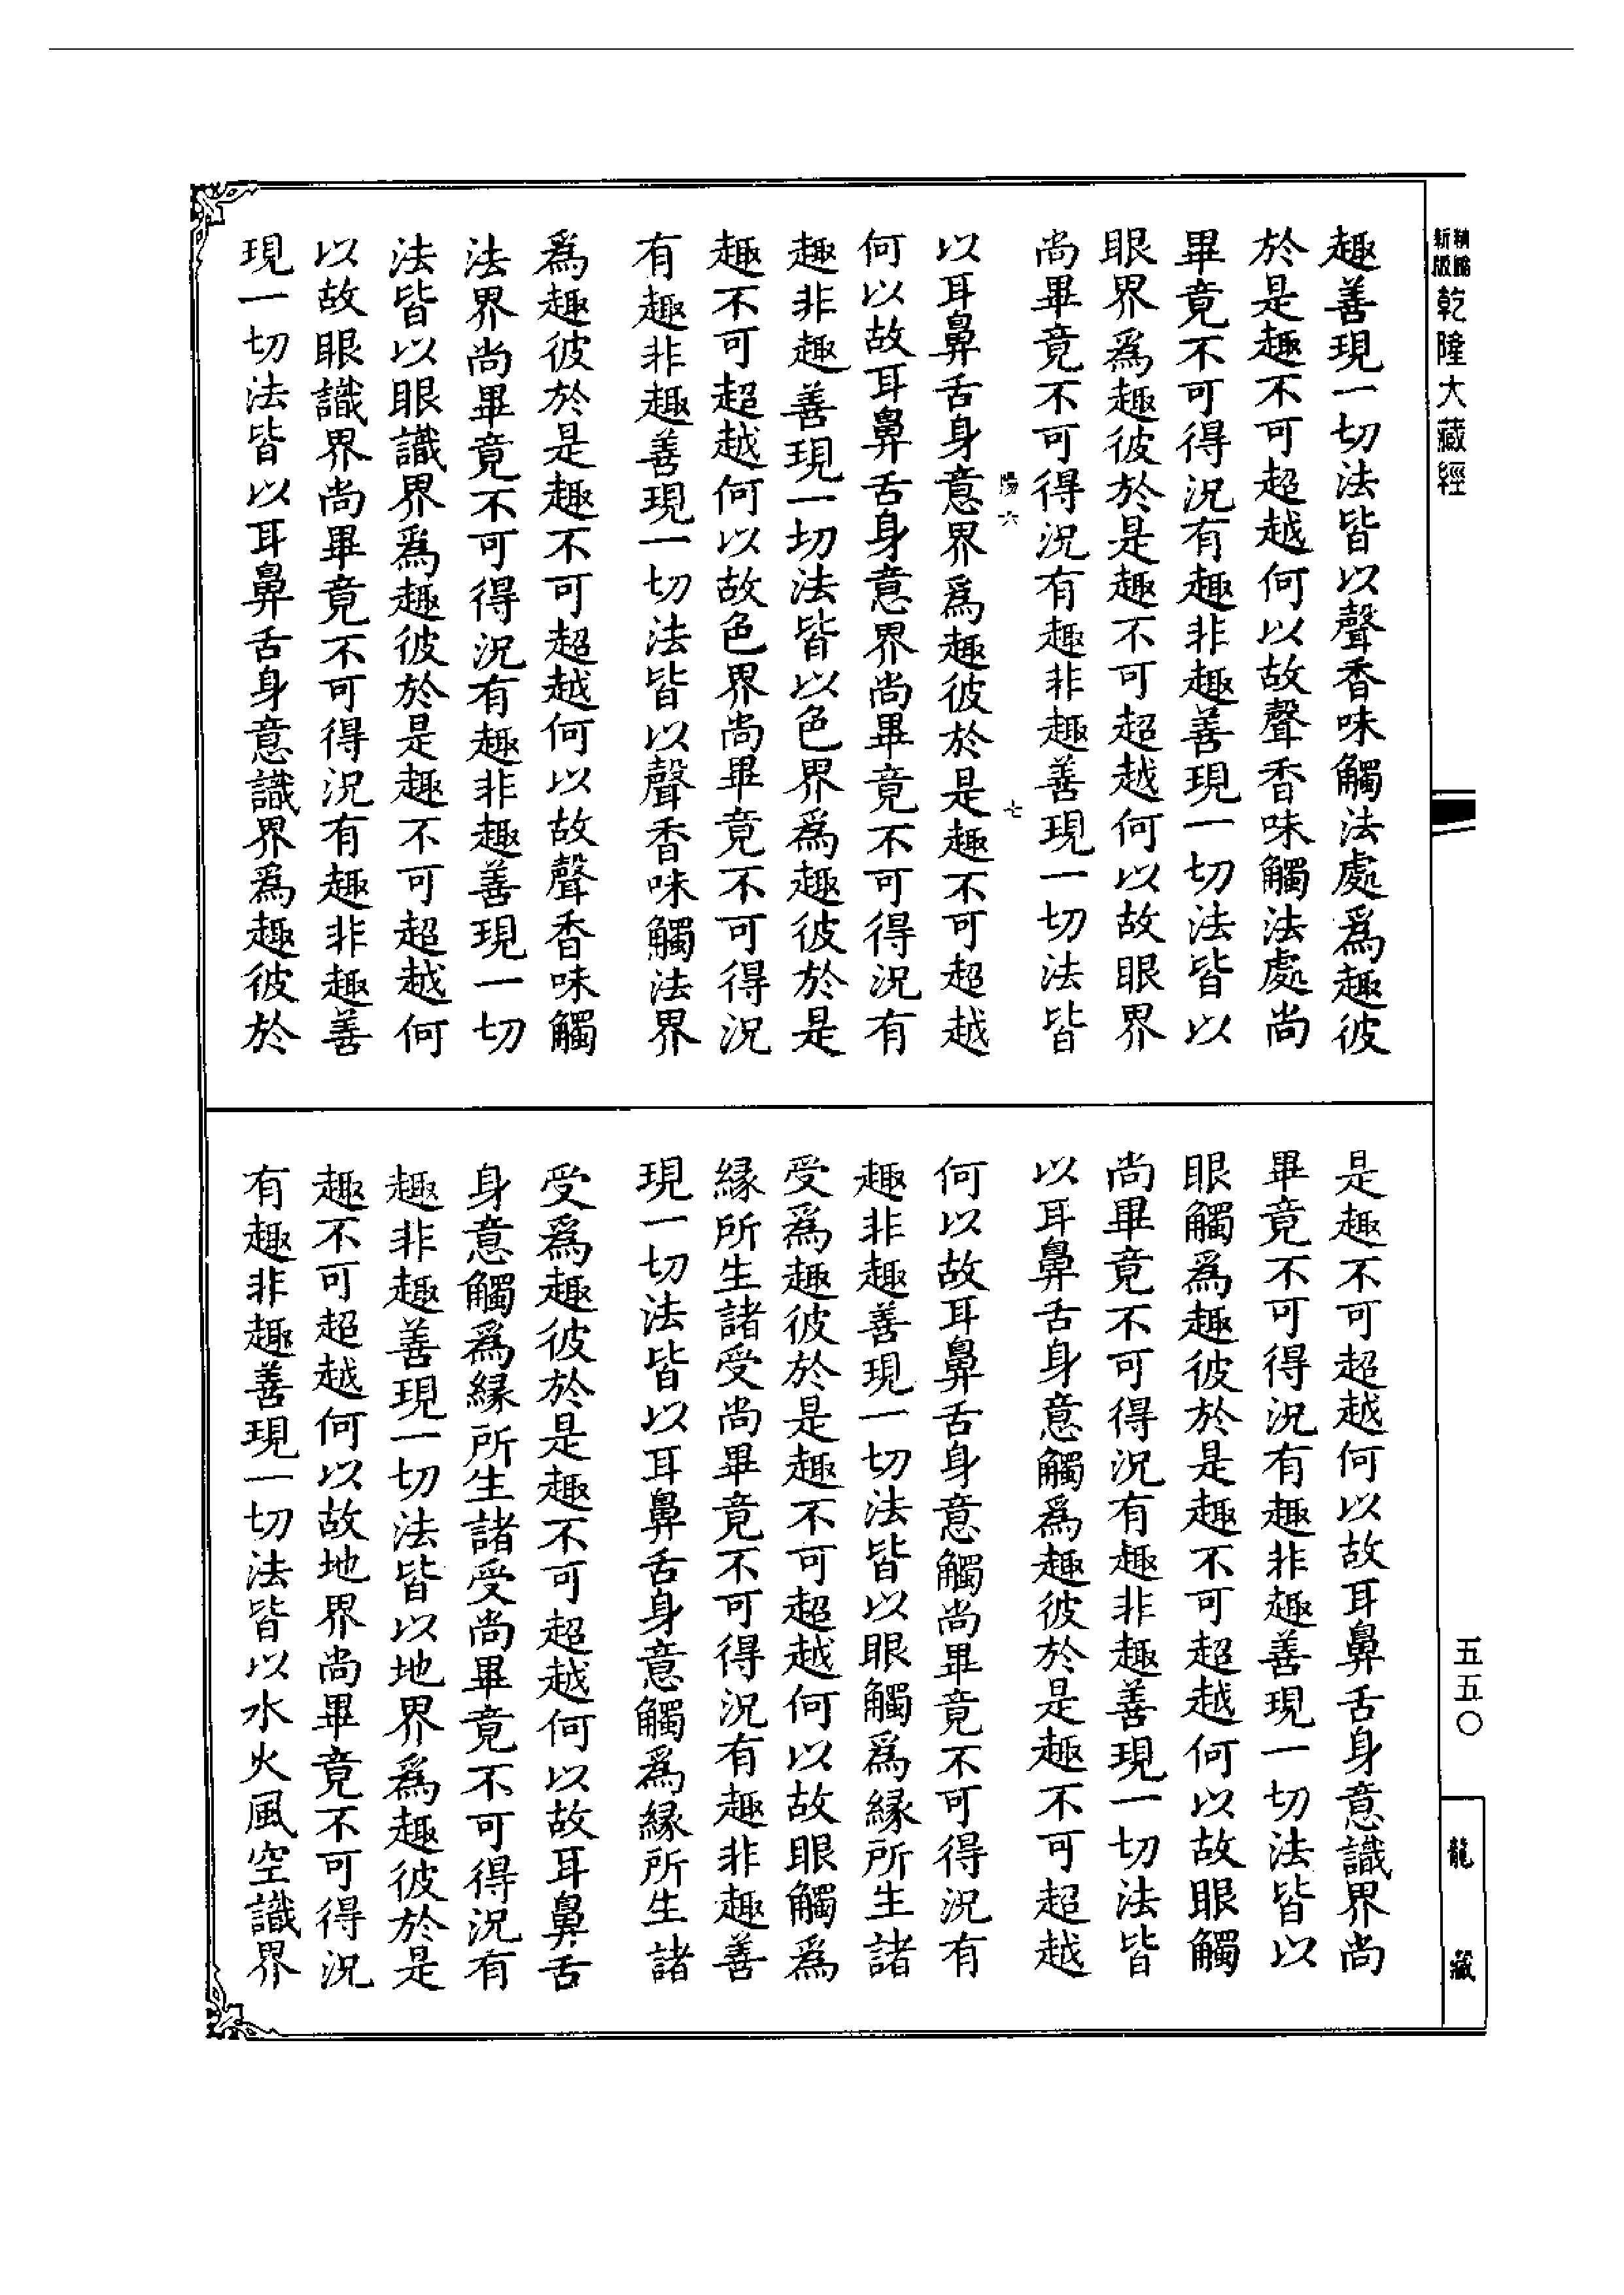 新版
乾隆大藏經
趣善現一切法皆以聲香味觸法處爲趣彼
於是趣不可超越何以故聲香味觸法處尚
畢竟不可得況有趣非趣善現一切法皆以
眼界爲趣彼於是趣不可超越何以故眼界
尚畢竟不可得況有趣非趣善現一切法皆
以耳鼻舌身意界爲趣彼於是趣不可超越
何以故耳鼻舌身意界尚畢竟不可得況有
趣非趣善現一切法皆以色界爲趣彼於是
趣不可超越何以故色界尚畢竟不可得況
有趣非趣善現一切法皆以聲香味觸法界
爲趣彼於是趣不可超越何以故聲香味觸
法界尚畢竟不可得況有趣非趣善現一切
法皆以眼識界爲趣彼於是趣不可超越何
以故眼識界尚畢竟不可得況有趣非趣善
現一切法皆以耳鼻舌身意識界爲趣彼於
六
七
是趣不可超越何以故耳鼻舌身意識界尚
畢竟不可得況有趣非趣善現一切法皆以
眼觸爲趣彼於是趣不可超越何以故眼觸
尚畢竟不可得況有趣非趣善現一切法皆
以耳鼻舌身意觸爲趣彼於是趣不可超越
何以故耳鼻舌身意觸尚畢竟不可得況有
趣非趣善現一切法皆以眼觸爲緣所生諸
受爲趣彼於是趣不可超越何以故眼觸爲
緣所生諸受尚畢竟不可得況有趣非趣善
現一切法皆以耳鼻舌身意觸爲緣所生諸
受爲趣彼於是趣不可超越何以故耳鼻舌
身意觸爲緣所生諸受尚畢竟不可得況有
趣非趣善現一切法皆以地界爲趣彼於是
趣不可超越何以故地界尚畢竟不可得況
有趣非趣善現一切法皆以水火風空識界
五五〇
龍藏